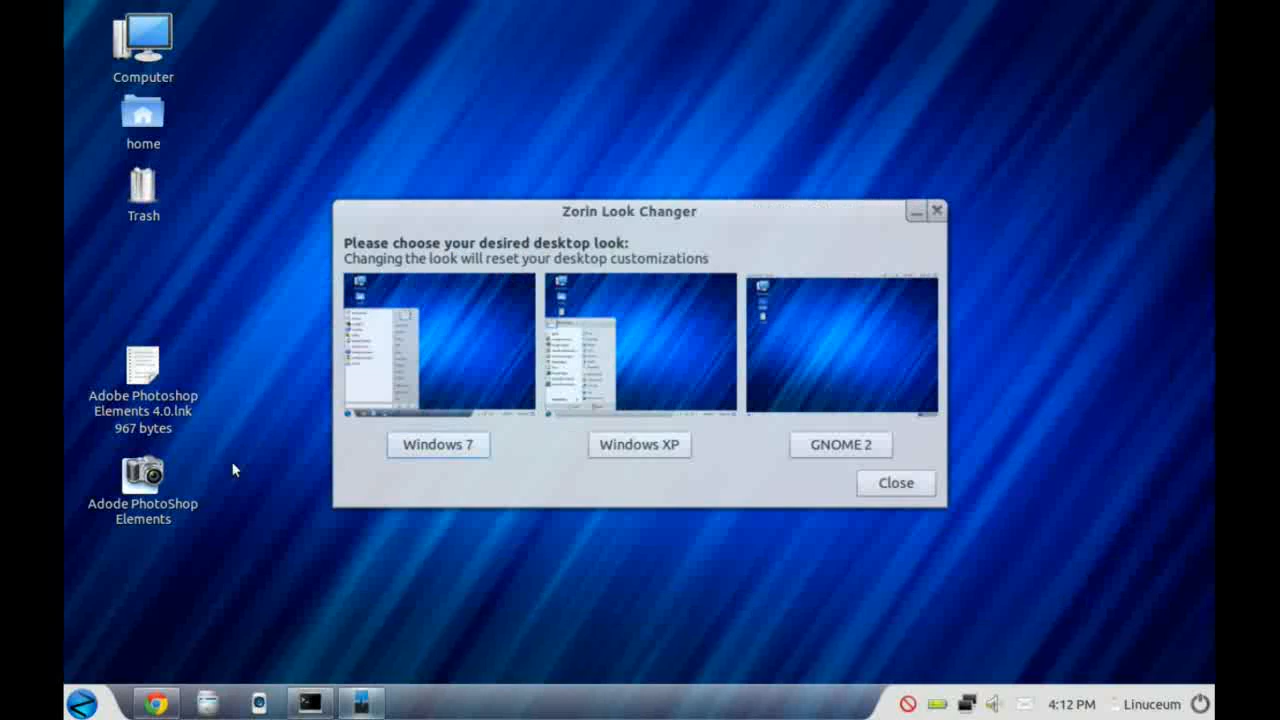 Computer
home
Trash
Adobe Photoshop
Elements 4.0.lnk
967 bytes
Adode PhotoShop
Elements
Zorin Look Changer
Please choose your desired desktop look:
Changing the look will reset your desktop customizations
Windows 7
Windows XP
GNOME 2
Close
4:12 PM
Linuceum